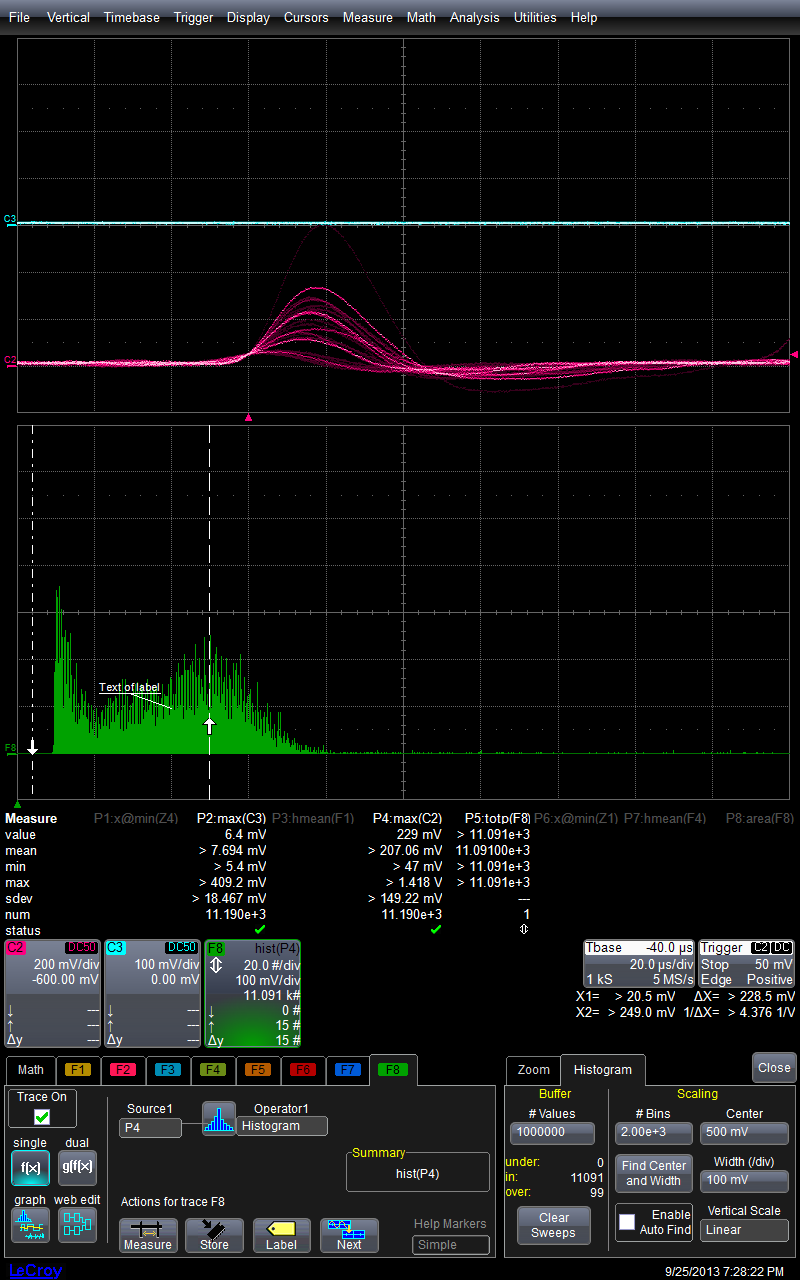 File Vertical Timebase Trigger Display Cursors Measure Math Analysis Utilities Help
C3
C2
Text of label
F8
Measure P1:x@min(Z4) P2:max(C3) P3:hmean(F1) P4:max(C2) P5:totp(F8) P6:x@min(Z1) P7:hmean(F4) P8:area(F8)
value 6.4 mV 229 mV > 11.091e+3
mean > 7.694 mV > 207.06 mV 11.09100e+3
min > 5.4 mV > 47 mV > 11.091e+3
max > 409.2 mV > 1.418 V > 11.091e+3
sdev > 18.467 mV > 149.22 mV ---
num 11.190e+3 11.190e+3 1
status
C2 DC50
200 mV/div
-600.00 mV
↓ ---
↑ ---
Δy ---
C3 DC50
100 mV/div
0.00 mV
↓ ---
↑ ---
Δy ---
F8 hist(P4)
20.0 #/div
100 mV/div
11.091 k#
↓ 0 #
↑ 15 #
Δy 15 #
Tbase -40.0 µs
20.0 µs/div
1 kS 5 MS/s
Trigger C2 DC
Stop 50 mV
Edge Positive
X1= > 20.5 mV ΔX= > 228.5 mV
X2= > 249.0 mV 1/ΔX= > 4.376 1/V
Math F1 F2 F3 F4 F5 F6 F7 F8
Trace On
single dual
f(x) g(f(x))
graph web edit
Source1
P4
Operator1
Histogram
Summary
hist(P4)
Actions for trace F8
Measure Store Label Next
Help Markers
Simple
Zoom Histogram Close
Buffer
# Values
1000000
under: 0
in: 11091
over: 99
Clear
Sweeps
Scaling
# Bins
2.00e+3
Center
500 mV
Find Center
and Width
Width (/div)
100 mV
Enable
Auto Find
Vertical Scale
Linear
LeCroy
9/25/2013 7:28:22 PM